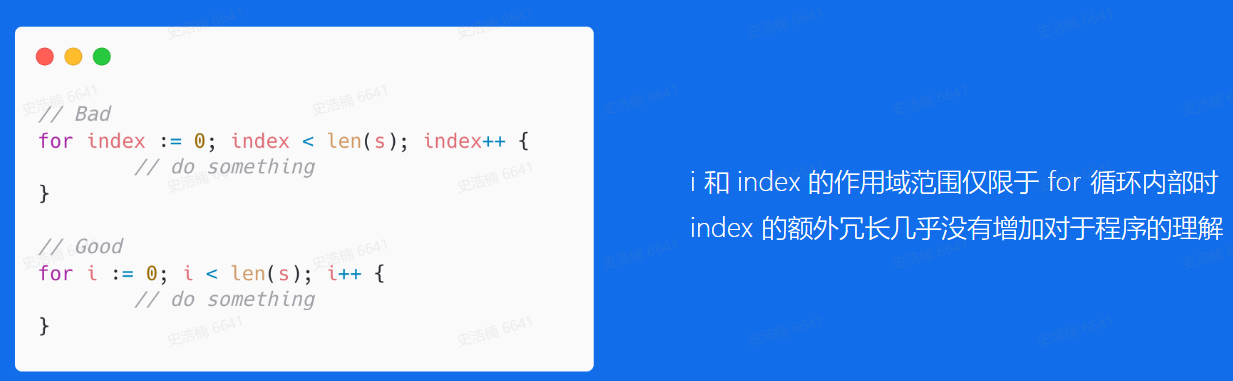 // Bad
for index := 0; index < len(s); index++ {
// do something
}
// Good
for i := 0; i < len(s); i++ {
// do something
}
i 和 index 的作用域范围仅限于 for 循环内部时
index 的额外冗长几乎没有增加对于程序的理解
史浩楠 6641